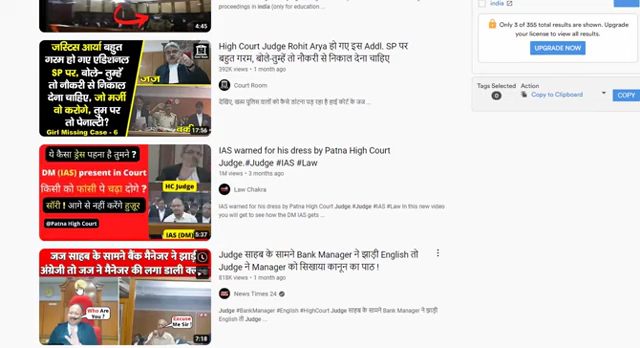 proceedings in india (only for education ...
4:45
india
Only 3 of 355 total results are shown. Upgrade
your license to view all results.
UPGRADE NOW
Tags Selected
0
Action
Copy to Clipboard
COPY
जस्टिस आर्या बहुत
गरम हो गए एडिशनल
SP पर, बोले- तुम्हें
तो नौकरी से निकाल
देना चाहिए, जो मर्जी
वो करोगे, तुम पर
तो पेनाल्टी?
Girl Missing Case - 6
जज
17:56
High Court Judge Rohit Arya हो गए इस Addl. SP पर
बहुत गरम, बोले-तुम्हें तो नौकरी से निकाल देना चाहिए
392K views • 1 month ago
Court Room
देखिए, खत्म पुलिस वालों को कैसे डांटना पड़ रहा है हाई कोर्ट के जज ...
ये कैसा ड्रेस पहना है तुमने ?
DM (IAS) present in Court
किसी को फांसी पे चढ़ा दोगे ?
सॉरी ! आगे से नहीं करेंगे हुजूर
@Patna High Court
HC Judge
IAS (DM)
5:37
IAS warned for his dress by Patna High Court
Judge.#Judge #IAS #Law
1M views • 3 months ago
Law Chakra
IAS warned for his dress by Patna High Court Judge.#Judge #IAS #Law in this new video
you will get to see how the DM IAS gets ...
जज साहब के सामने बैंक मैनेजर ने झाड़ी
अंग्रेजी तो जज ने मैनेजर की लगा डाली
Who Are
You ?
Excuse
Me Sir !
7:18
Judge साहब के सामने Bank Manager ने झाड़ी English तो
Judge ने Manager को सिखाया कानून का पाठ !
818K views • 1 month ago
News Times 24
Judge #BankManager #English #HighCourt Judge साहब के सामने Bank Manager ने झाड़ी
English तो Judge ...